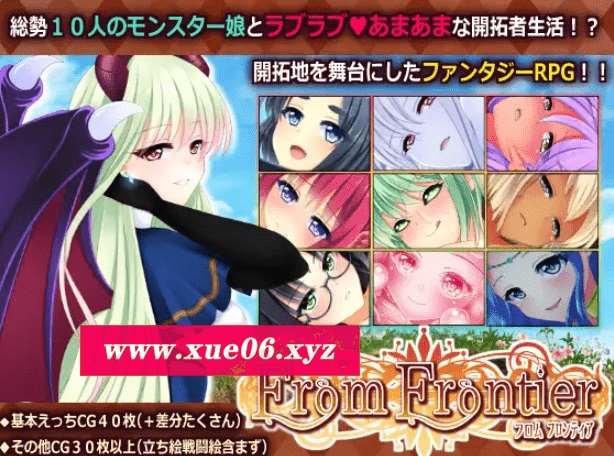 総勢１０人のモンスター娘とラブラブ♥あまあまな開拓者生活！？
開拓地を舞台にしたファンタジーRPG！！
www.xue06.xyz
From Frontier
フロム フロンティア
◆基本えっちCG４０枚(＋差分たくさん)
◆その他CG３０枚以上(立ち絵戦闘絵含まず)